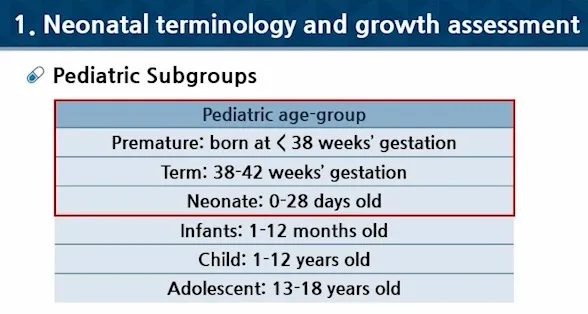 1. Neonatal terminology and growth assessment
Pediatric Subgroups
Pediatric age-group
Premature: born at < 38 weeks' gestation
Term: 38-42 weeks' gestation
Neonate: 0-28 days old
Infants: 1-12 months old
Child: 1-12 years old
Adolescent: 13-18 years old